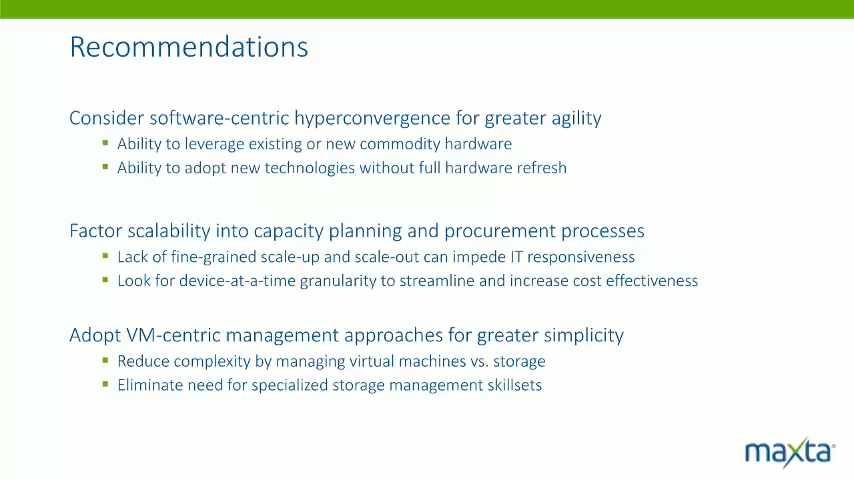 Recommendations
Consider software-centric hyperconvergence for greater agility
Ability to leverage existing or new commodity hardware
Ability to adopt new technologies without full hardware refresh
Factor scalability into capacity planning and procurement processes
Lack of fine-grained scale-up and scale-out can impede IT responsiveness
Look for device-at-a-time granularity to streamline and increase cost effectiveness
Adopt VM-centric management approaches for greater simplicity
Reduce complexity by managing virtual machines vs. storage
Eliminate need for specialized storage management skillsets
maxta